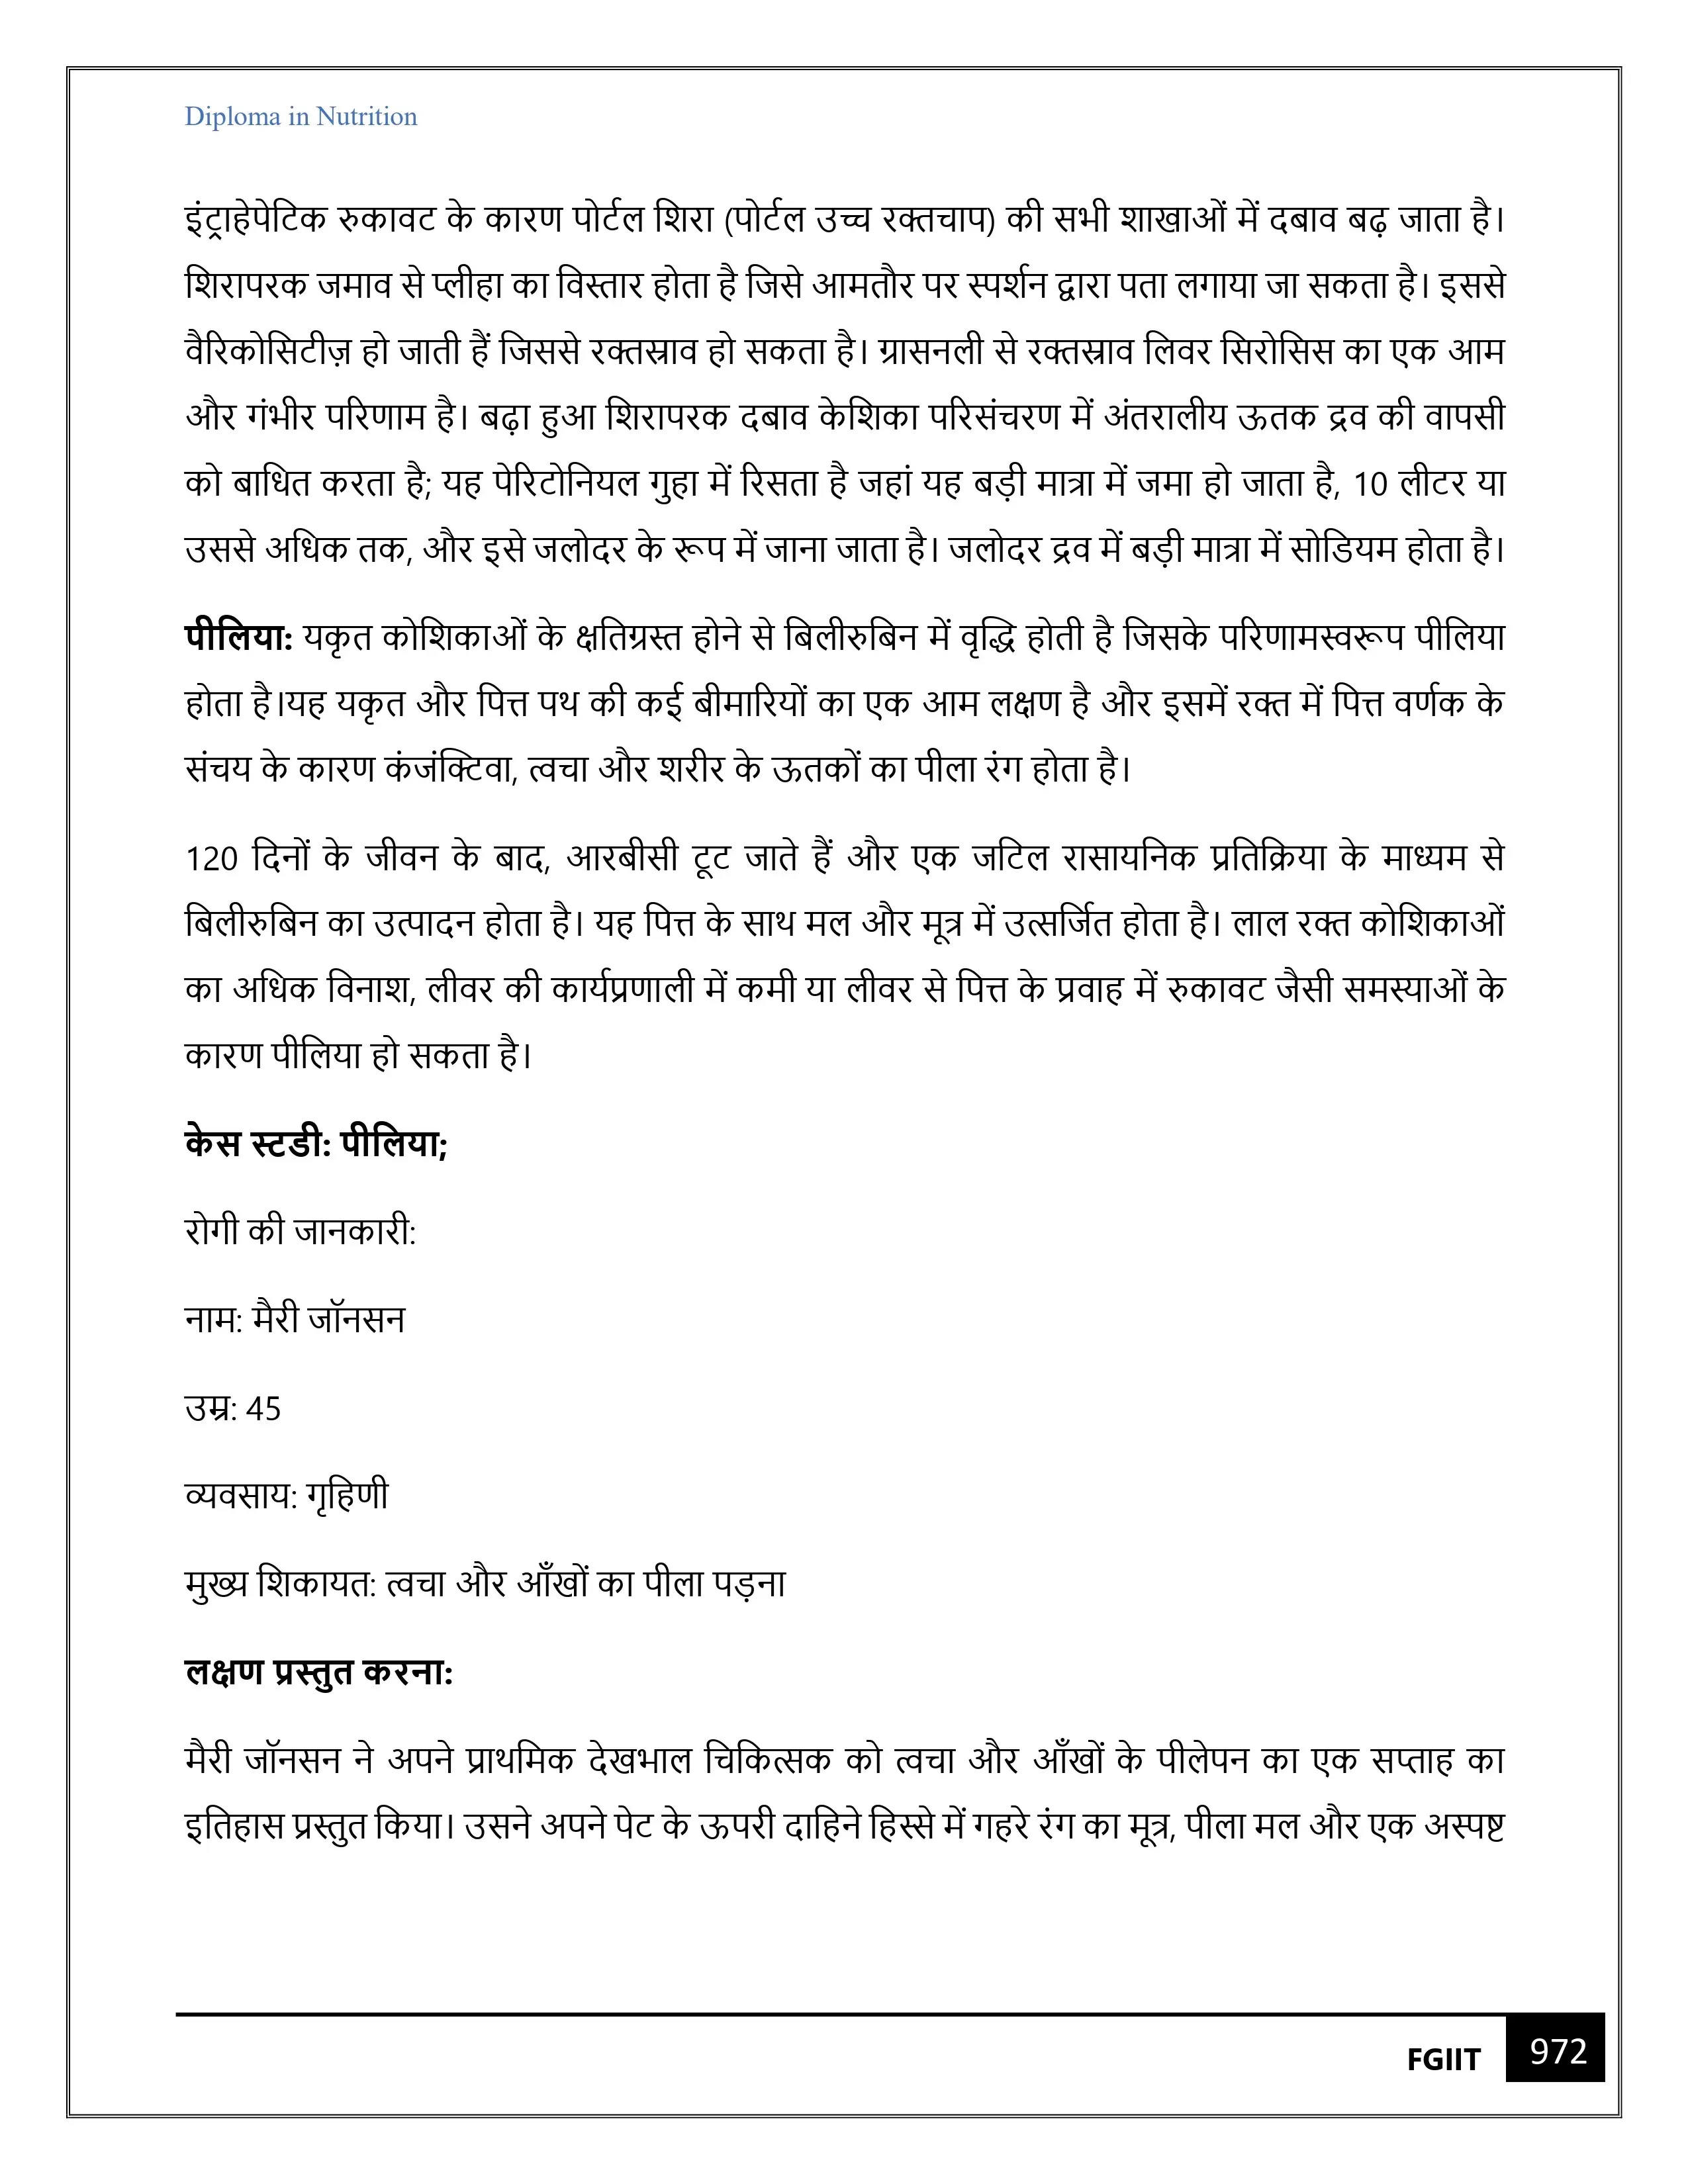 Diploma in Nutrition
इंट्राहेपेटिक रुकावट के कारण पोर्टल शिरा (पोर्टल उच्च रक्तचाप) की सभी शाखाओं में दबाव बढ़ जाता है।
शिरापरक जमाव से प्लीहा का विस्तार होता है जिसे आमतौर पर स्पर्शन द्वारा पता लगाया जा सकता है। इससे
वैरिकोसिटीज़ हो जाती हैं जिससे रक्तस्राव हो सकता है। ग्रासनली से रक्तस्राव लिवर सिरोसिस का एक आम
और गंभीर परिणाम है। बढ़ा हुआ शिरापरक दबाव केशिका परिसंचरण में अंतरालीय ऊतक द्रव की वापसी
को बाधित करता है; यह पेरिटोनियल गुहा में रिसता है जहां यह बड़ी मात्रा में जमा हो जाता है, 10 लीटर या
उससे अधिक तक, और इसे जलोदर के रूप में जाना जाता है। जलोदर द्रव में बड़ी मात्रा में सोडियम होता है।
पीलिया: यकृत कोशिकाओं के क्षतिग्रस्त होने से बिलीरुबिन में वृद्धि होती है जिसके परिणामस्वरूप पीलिया
होता है।यह यकृत और पित्त पथ की कई बीमारियों का एक आम लक्षण है और इसमें रक्त में पित्त वर्णक के
संचय के कारण कंजंक्टिवा, त्वचा और शरीर के ऊतकों का पीला रंग होता है।
120 दिनों के जीवन के बाद, आरबीसी टूट जाते हैं और एक जटिल रासायनिक प्रतिक्रिया के माध्यम से
बिलीरुबिन का उत्पादन होता है। यह पित्त के साथ मल और मूत्र में उत्सर्जित होता है। लाल रक्त कोशिकाओं
का अधिक विनाश, लीवर की कार्यप्रणाली में कमी या लीवर से पित्त के प्रवाह में रुकावट जैसी समस्याओं के
कारण पीलिया हो सकता है।
केस स्टडी: पीलिया;
रोगी की जानकारी:
नाम: मैरी जॉनसन
उम्र: 45
व्यवसाय: गृहिणी
मुख्य शिकायत: त्वचा और आँखों का पीला पड़ना
लक्षण प्रस्तुत करना:
मैरी जॉनसन ने अपने प्राथमिक देखभाल चिकित्सक को त्वचा और आँखों के पीलेपन का एक सप्ताह का
इतिहास प्रस्तुत किया। उसने अपने पेट के ऊपरी दाहिने हिस्से में गहरे रंग का मूत्र, पीला मल और एक अस्पष्ट
FGIIT 972